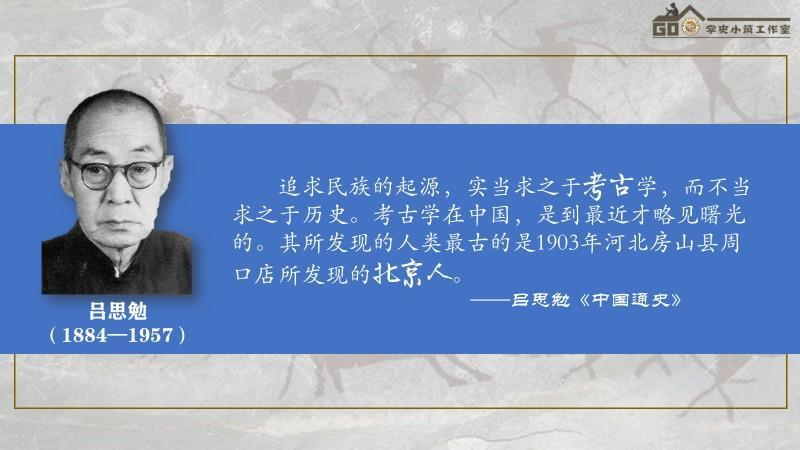 GD 学史小筑工作室
追求民族的起源，实当求之于考古学，而不当
求之于历史。考古学在中国，是到最近才略见曙光
的。其所发现的人类最古的是1903年河北房山县周
口店所发现的北京人。
——吕思勉《中国通史》
吕思勉
（1884—1957）